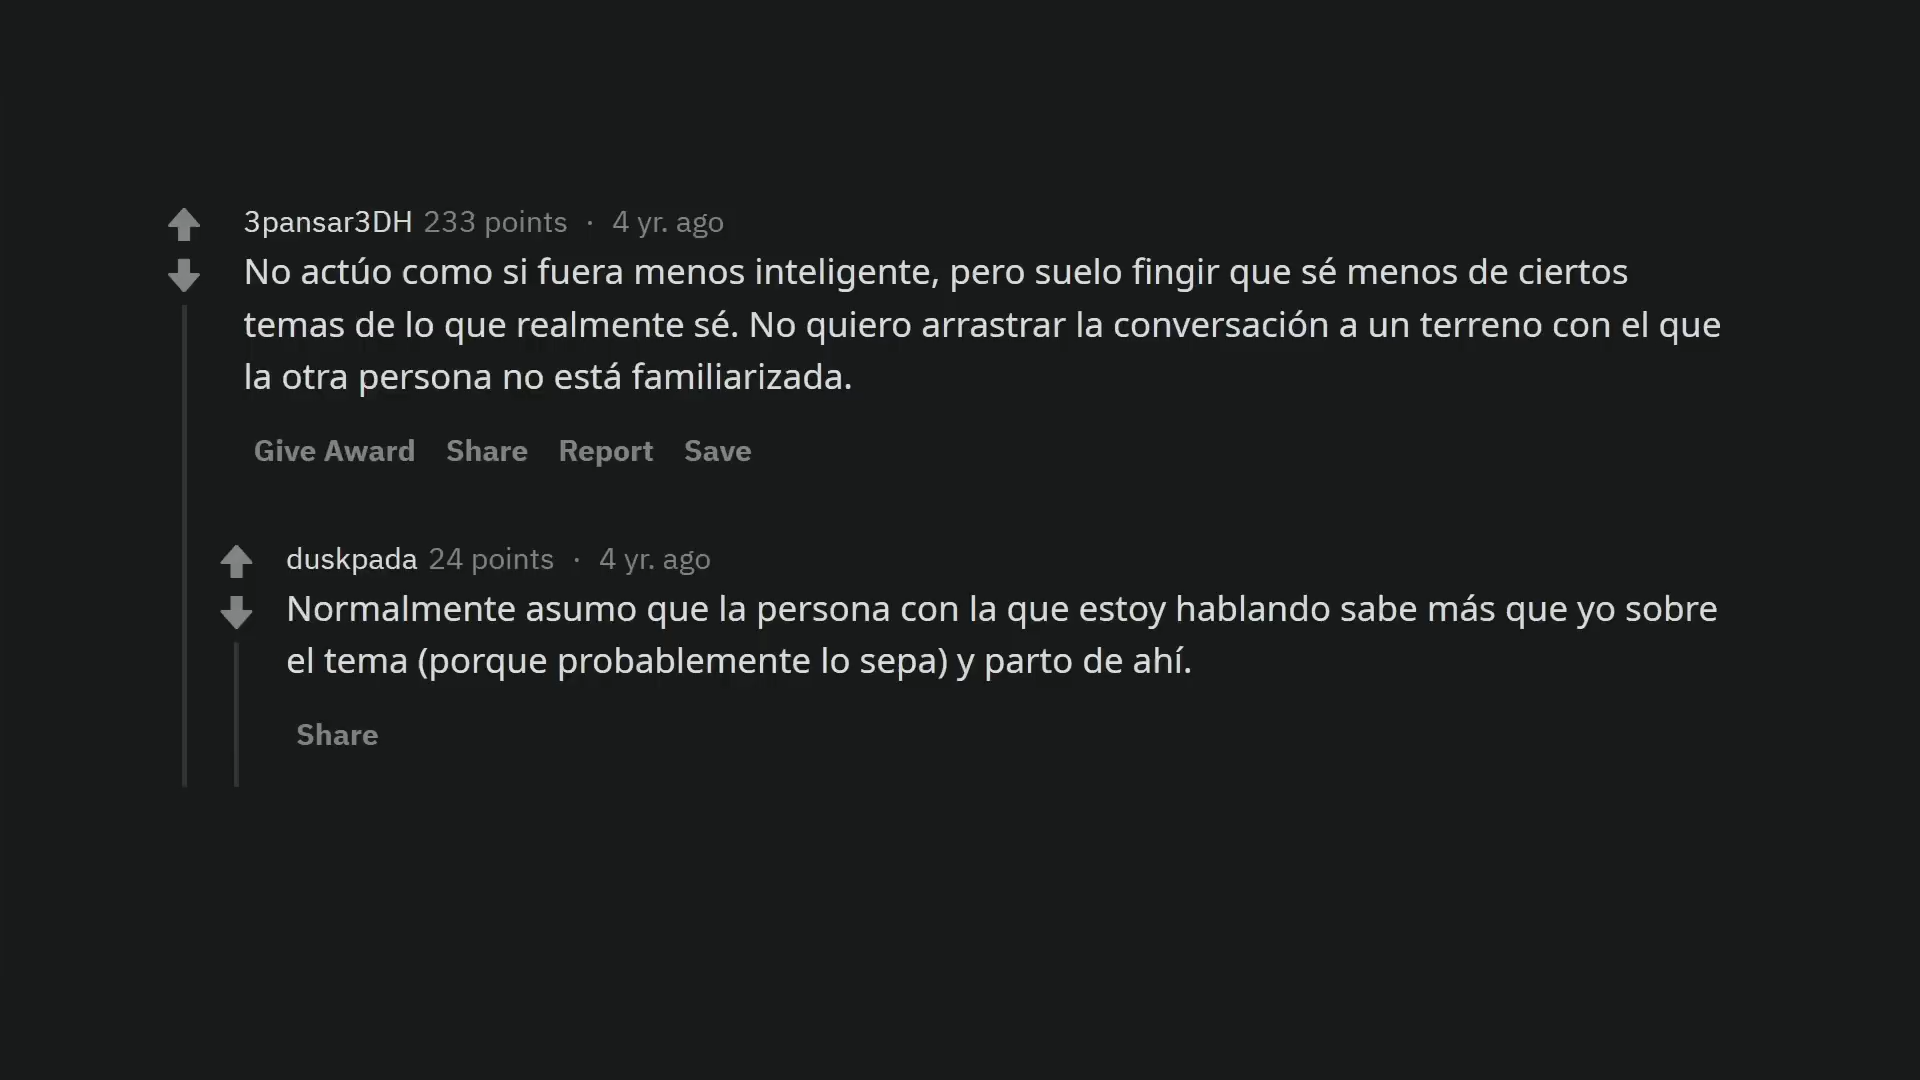 3pansar3DH 233 points · 4 yr. ago
No actúo como si fuera menos inteligente, pero suelo fingir que sé menos de ciertos
temas de lo que realmente sé. No quiero arrastrar la conversación a un terreno con el que
la otra persona no está familiarizada.
Give Award Share Report Save
duskpada 24 points · 4 yr. ago
Normalmente asumo que la persona con la que estoy hablando sabe más que yo sobre
el tema (porque probablemente lo sepa) y parto de ahí.
Share